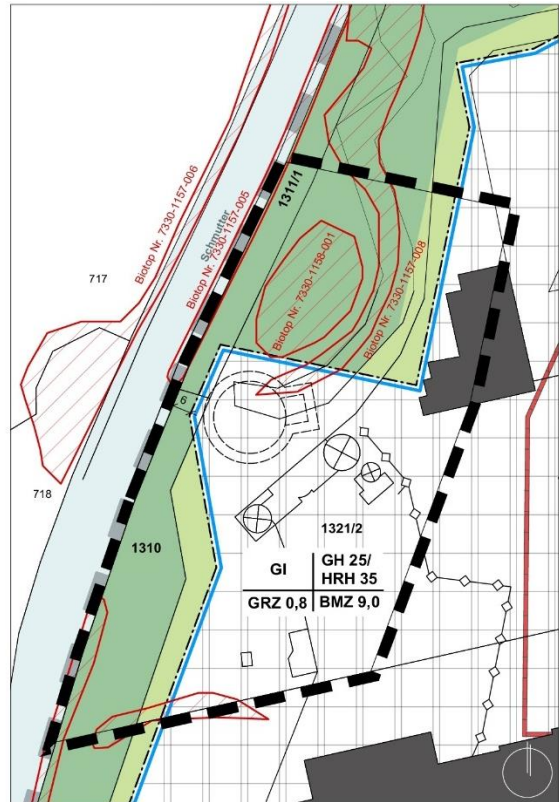 Biotop Nr. 7330-1157-006
Biotop Nr. 7330-1157-005
Schmutter
1311/1
717
Biotop Nr. 7330-1158-001
Biotop Nr. 7330-1157-008
6
718
1310
1321/2
GI
GH 25/
HRH 35
GRZ 0,8
BMZ 9,0